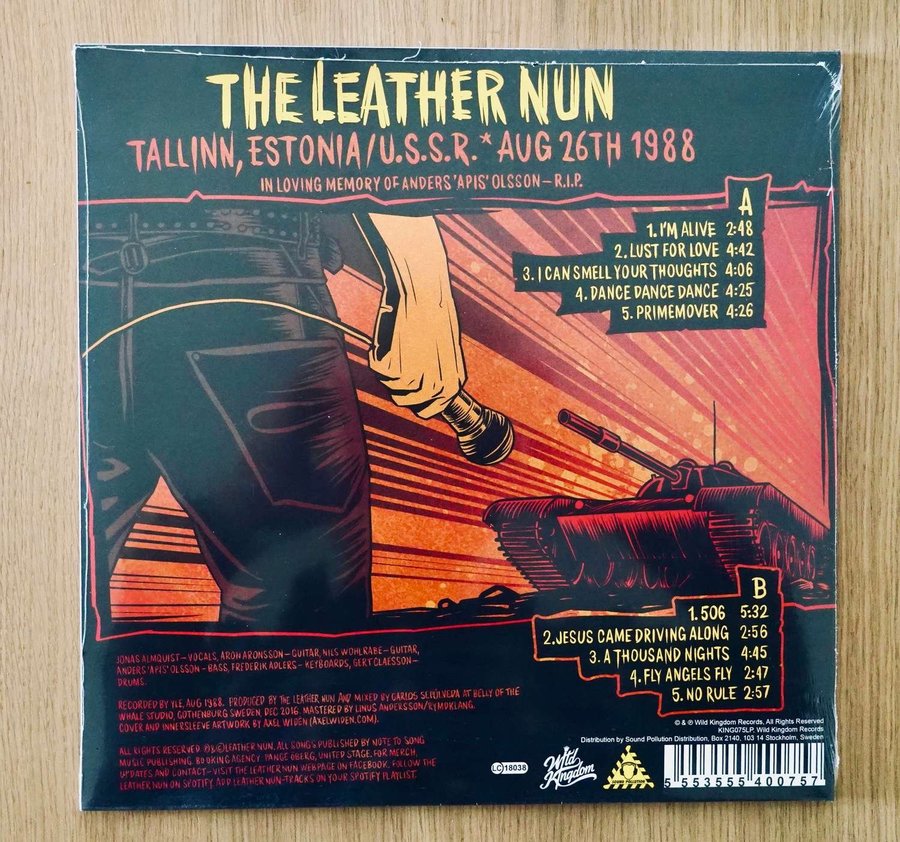 THE LEATHER NUN
TALLINN, ESTONIA/U.S.S.R.* AUG 26TH 1988
IN LOVING MEMORY OF ANDERS 'APIS' OLSSON – R.I.P.
A
1. I'M ALIVE 2:48
2. LUST FOR LOVE 4:42
3. I CAN SMELL YOUR THOUGHTS 4:06
4. DANCE DANCE DANCE 4:25
5. PRIMEMOVER 4:26
B
1. 506 5:32
2. JESUS CAME DRIVING ALONG 2:56
3. A THOUSAND NIGHTS 4:45
4. FLY ANGELS FLY 2:47
5. NO RULE 2:57
JONAS ALMQUIST – VOCALS, ARON ARONSSON – GUITAR, NILS WOHLRABE – GUITAR,
ANDERS 'APIS' OLSSON – BASS, FREDERIK ADLERS – KEYBOARDS, GERT CLAESSON –
DRUMS.
RECORDED BY YLE, AUG 1988. PRODUCED BY THE LEATHER NUN AND MIXED BY CARLOS SEPÚLVEDA AT BELLY OF THE
WHALE STUDIO, GOTHENBURG SWEDEN, DEC 2016. MASTERED BY LINUS ANDERSSON/RYMDKLANG.
COVER AND INNERSLEEVE ARTWORK BY AXEL WIDEN (AXELWIDEN.COM).
ALL RIGHTS RESERVED ℗&©LEATHER NUN, ALL SONG'S PUBLISHED BY NOTE TO SONG
MUSIC PUBLISHING. BOOKING AGENCY: PANGE ÖBERG, UNITED STAGE. FOR MERCH,
UPDATES AND CONTACT – VISIT THE LEATHER NUN WEBPAGE ON FACEBOOK. FOLLOW THE
LEATHER NUN ON SPOTIFY. ADD LEATHER NUN-TRACKS ON YOUR SPOTIFY PLAYLIST.
© & ℗ Wild Kingdom Records, All Rights Reserved
KING075LP, Wild Kingdom Records
Distribution by Sound Pollution Distribution, Box 2140, 103 14 Stockholm, Sweden
LC 18038
Wild Kingdom
SOUND POLLUTION
5 553555 400757